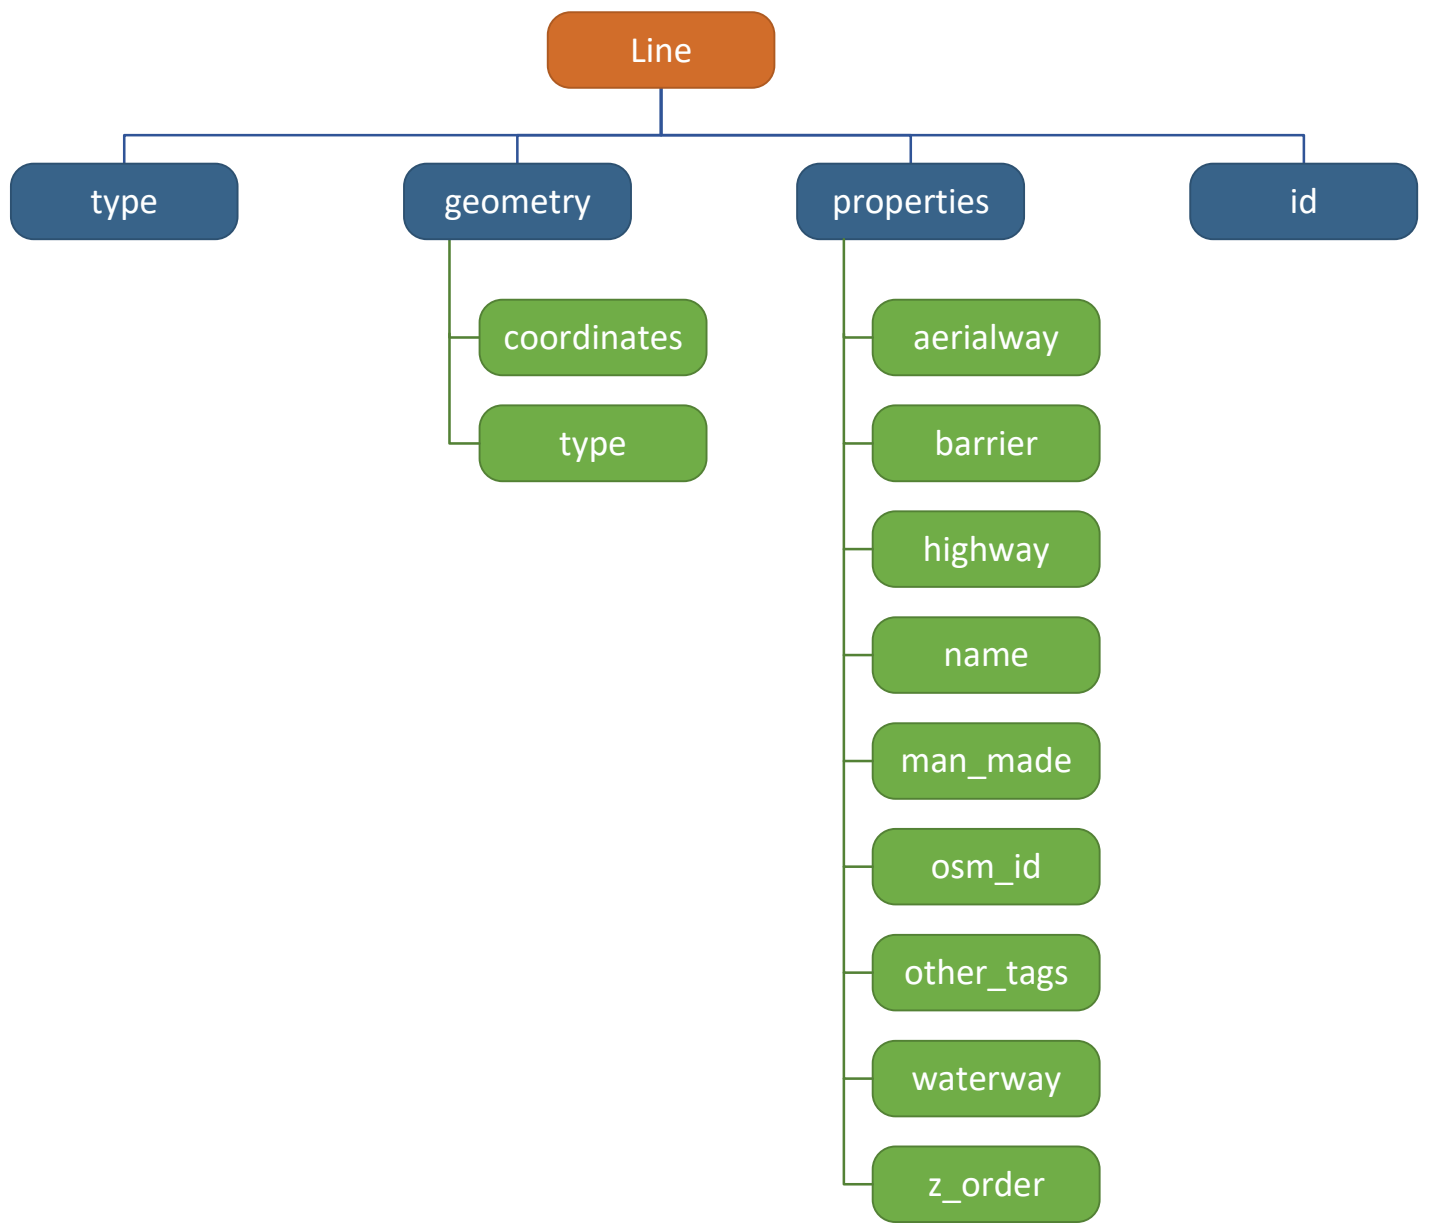 Line
type
geometry
properties
id
coordinates
type
aerialway
barrier
highway
name
man_made
osm_id
other_tags
waterway
z_order